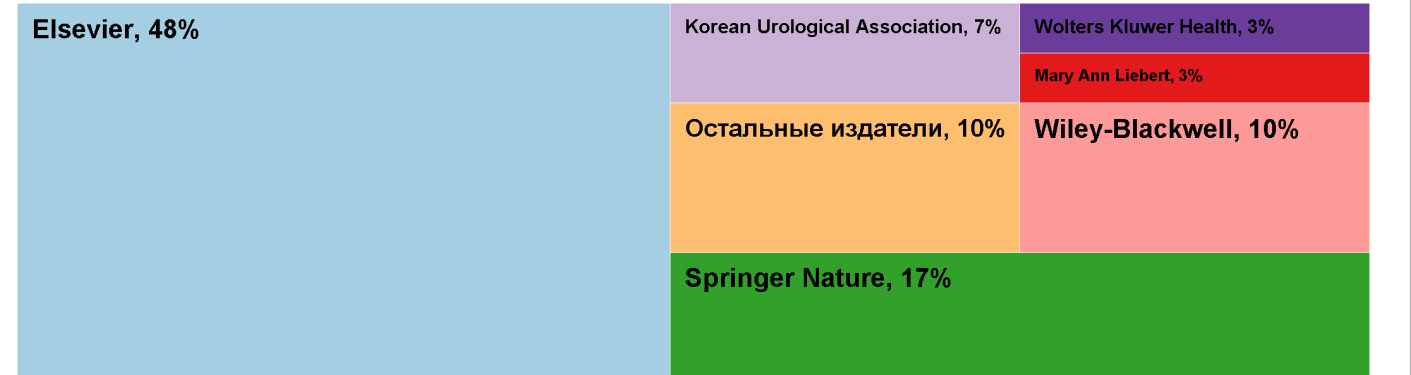 Elsevier, 48%
Korean Urological Association, 7%
Wolters Kluwer Health, 3%
Mary Ann Liebert, 3%
Остальные издатели, 10%
Wiley-Blackwell, 10%
Springer Nature, 17%